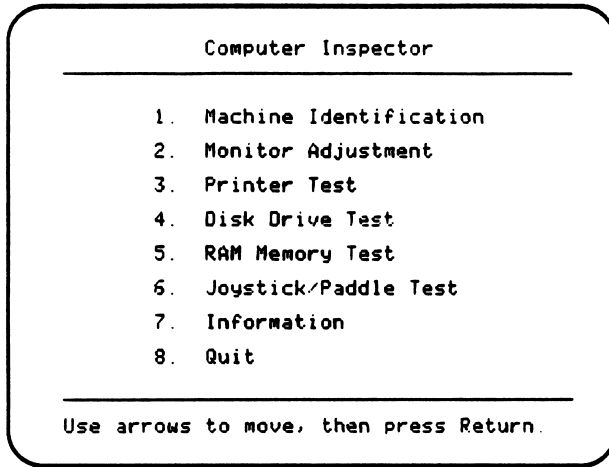 Computer Inspector
1. Machine Identification
2. Monitor Adjustment
3. Printer Test
4. Disk Drive Test
5. RAM Memory Test
6. Joystick/Paddle Test
7. Information
8. Quit
Use arrows to move, then press Return.